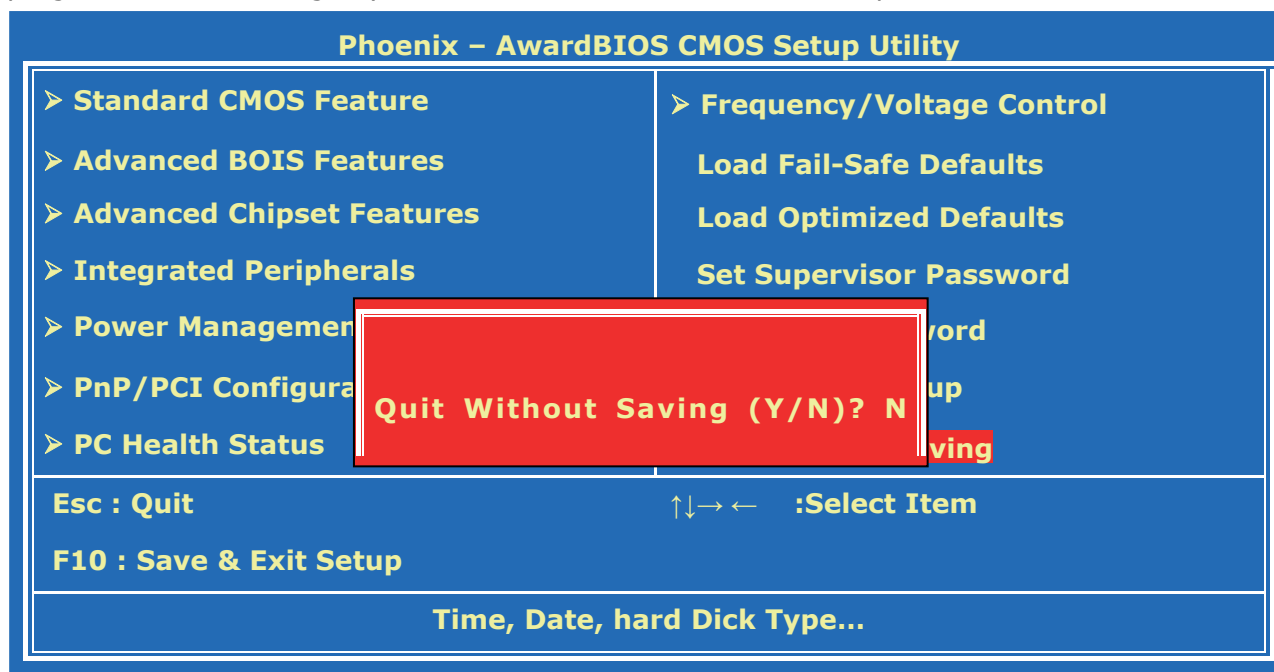 Phoenix – AwardBIOS CMOS Setup Utility
➢ Standard CMOS Feature
➢ Advanced BOIS Features
➢ Advanced Chipset Features
➢ Integrated Peripherals
➢ Power Managemen
➢ PnP/PCI Configura
➢ PC Health Status
➢ Frequency/Voltage Control
Load Fail-Safe Defaults
Load Optimized Defaults
Set Supervisor Password
word
up
ving
Quit Without Saving (Y/N)? N
Esc : Quit
↑↓→ ← :Select Item
F10 : Save & Exit Setup
Time, Date, hard Dick Type...